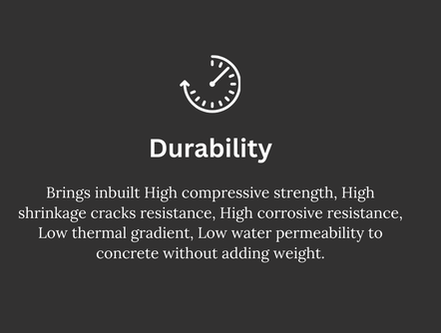 Durability
Brings inbuilt High compressive strength, High
shrinkage cracks resistance, High corrosive resistance,
Low thermal gradient, Low water permeability to
concrete without adding weight.